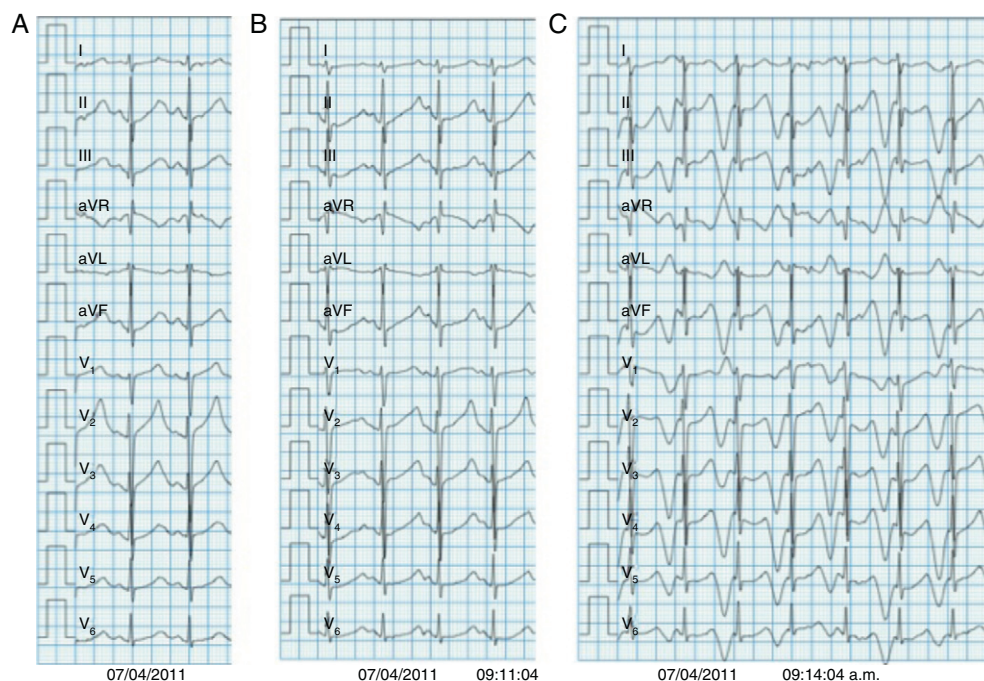 A
I
II
III
aVR
aVL
aVF
V1
V2
V3
V4
V5
V6
07/04/2011
B
I
II
III
aVR
aVL
aVF
V1
V2
V3
V4
V5
V6
07/04/2011 09:11:04
C
I
II
III
aVR
aVL
aVF
V1
V2
V3
V4
V5
V6
07/04/2011 09:14:04 a.m.